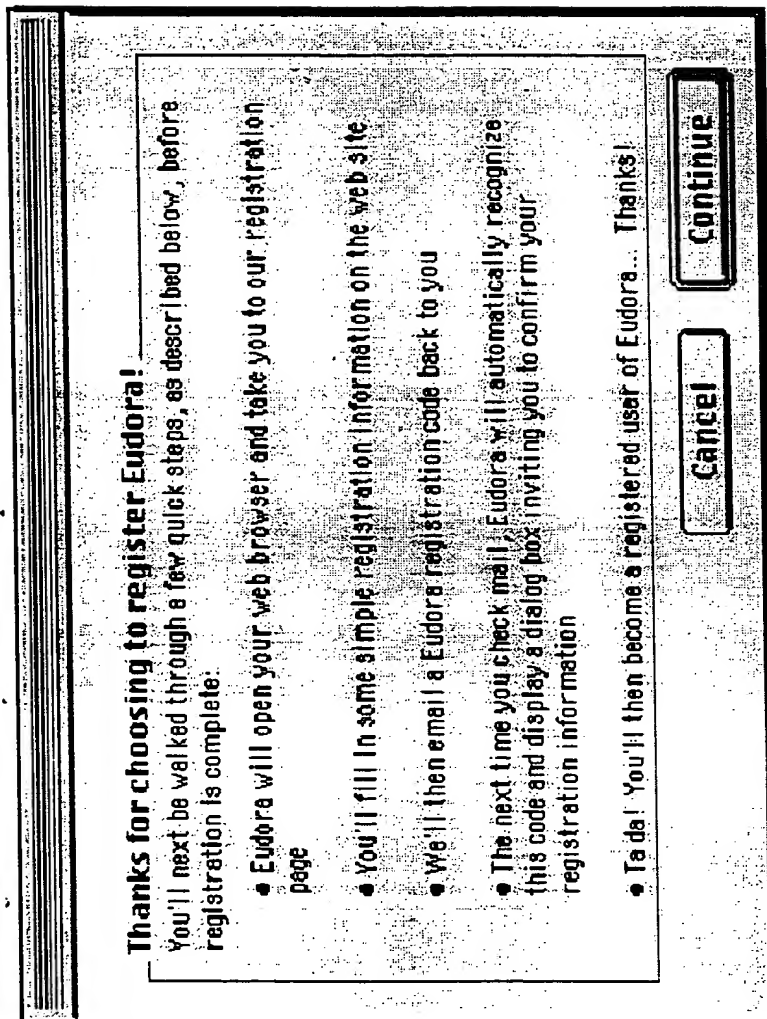 Thanks for choosing to register Eudora!
You'll next be walked through a few quick steps, as described below, before
registration is complete:
• Eudora will open your web browser and take you to our registration
page
• You'll fill in some simple registration information on the web site
• We'll then email a Eudora registration code back to you
• The next time you check mail, Eudora will automatically recognize
this code and display a dialog box inviting you to confirm your
registration information
• Ta da! You'll then become a registered user of Eudora... Thanks!
Cancel
Continue